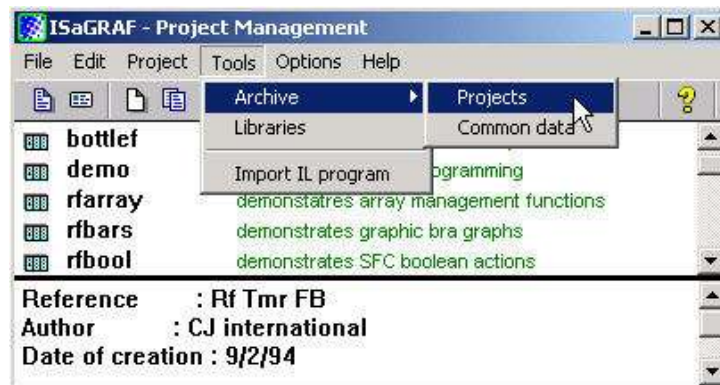 ISaGRAF - Project Management
File Edit Project Tools Options Help
Archive Projects
Libraries Common data
Import IL program
bottlef
demo ogramming
rfarray demonstatres array management functions
rfbars demonstrates graphic bra graphs
rfbool demonstrates SFC boolean actions
Reference : Rf Tmr FB
Author : CJ international
Date of creation : 9/2/94